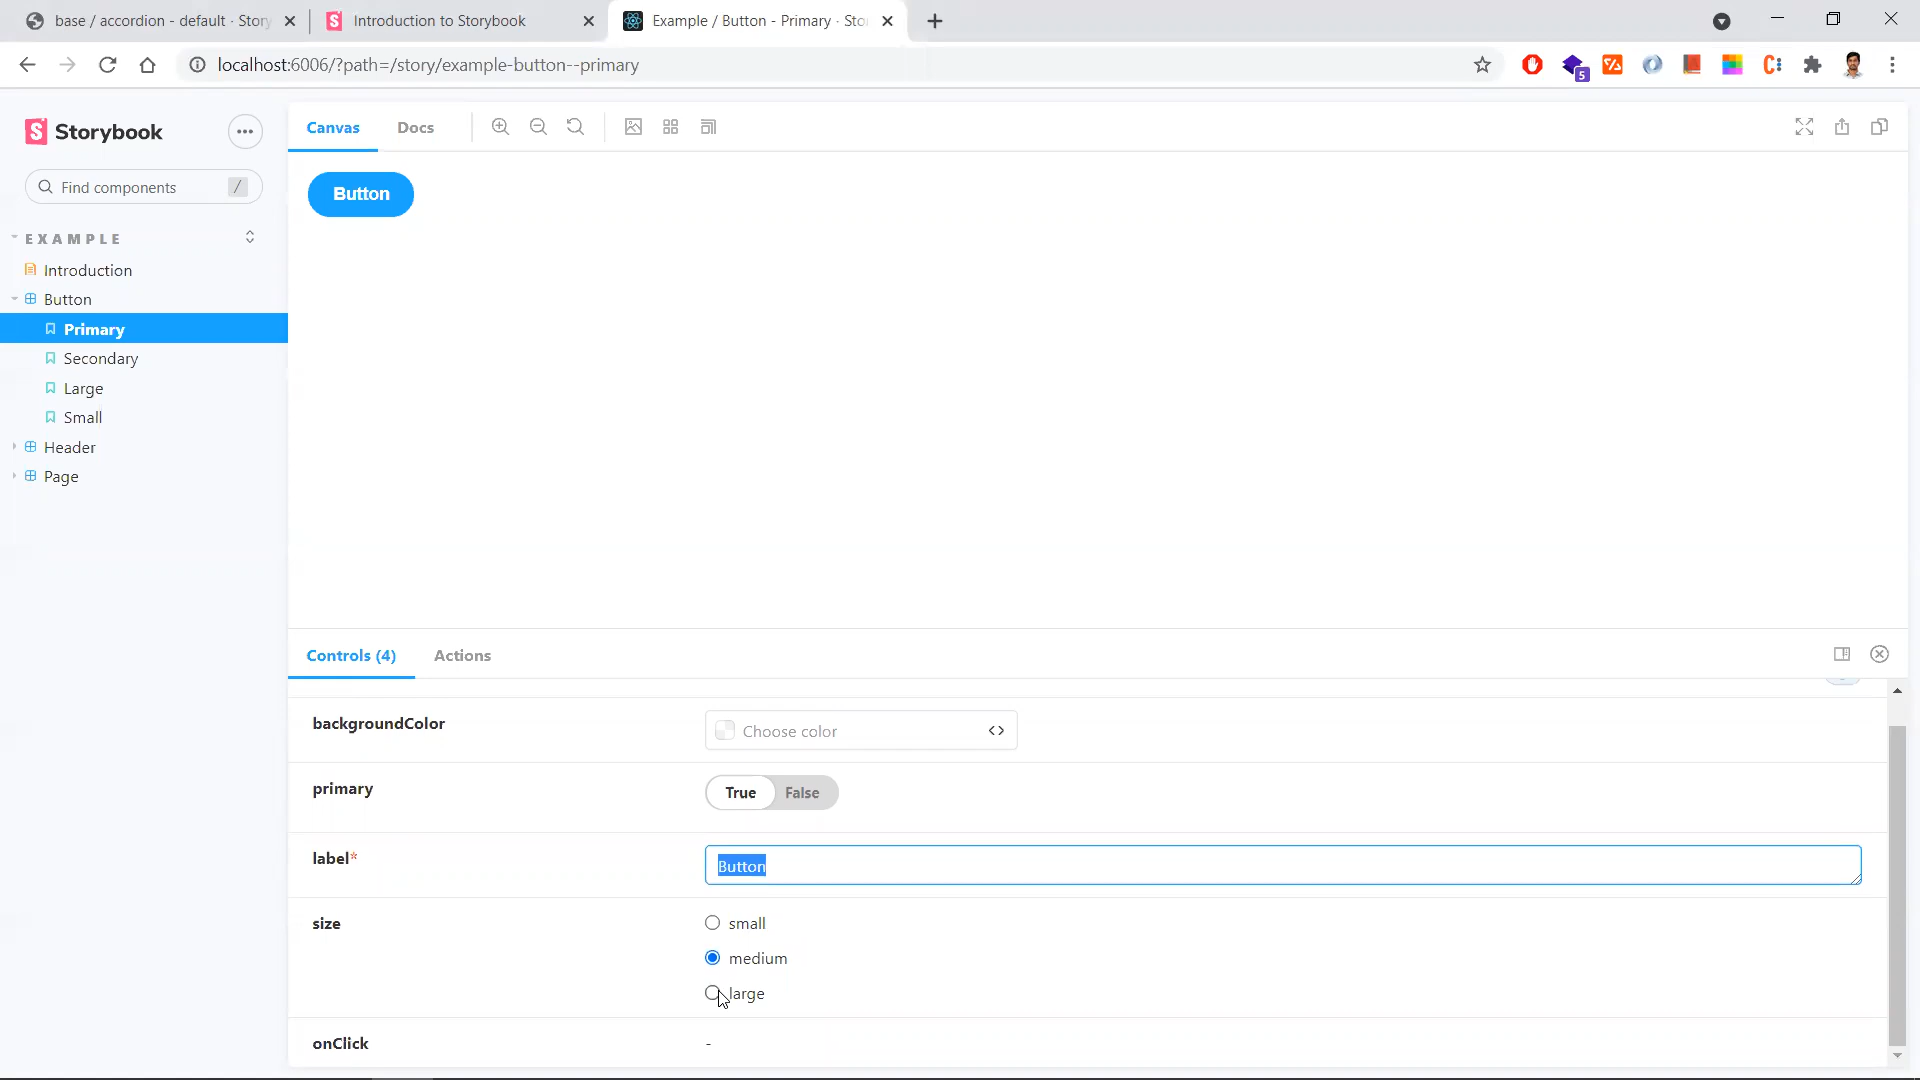 base / accordion - default · Story
Introduction to Storybook
Example / Button - Primary · Sto
localhost:6006/?path=/story/example-button--primary
5
Storybook
Find components
/
EXAMPLE
Introduction
Button
Primary
Secondary
Large
Small
Header
Page
Canvas
Docs
Button
Controls (4)
Actions
backgroundColor
Choose color
primary
True
False
label*
Button
size
small
medium
large
onClick
-